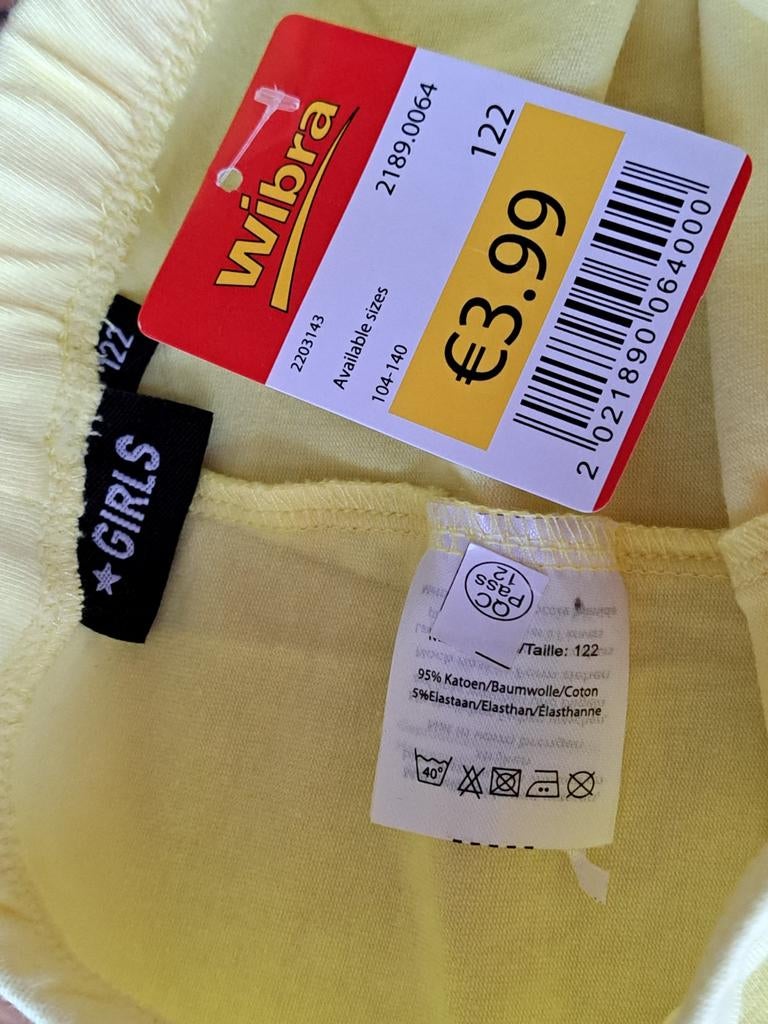 Wibra
2189.0064
122
2203143
Available sizes
104-140
€3.99
2 021890 064000
122
★GIRLS
QC
Pass
12
/Taille: 122
95% Katoen/Baumwolle/Coton
5%Elastaan/Elasthan/Élasthanne
40°